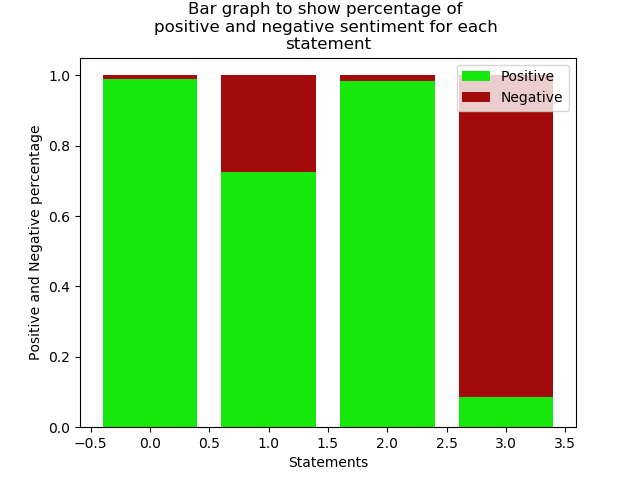 Bar graph to show percentage of
positive and negative sentiment for each
statement
Positive
Negative
1.0
0.8
0.6
0.4
0.2
0.0
Positive and Negative percentage
−0.5 0.0 0.5 1.0 1.5 2.0 2.5 3.0 3.5
Statements